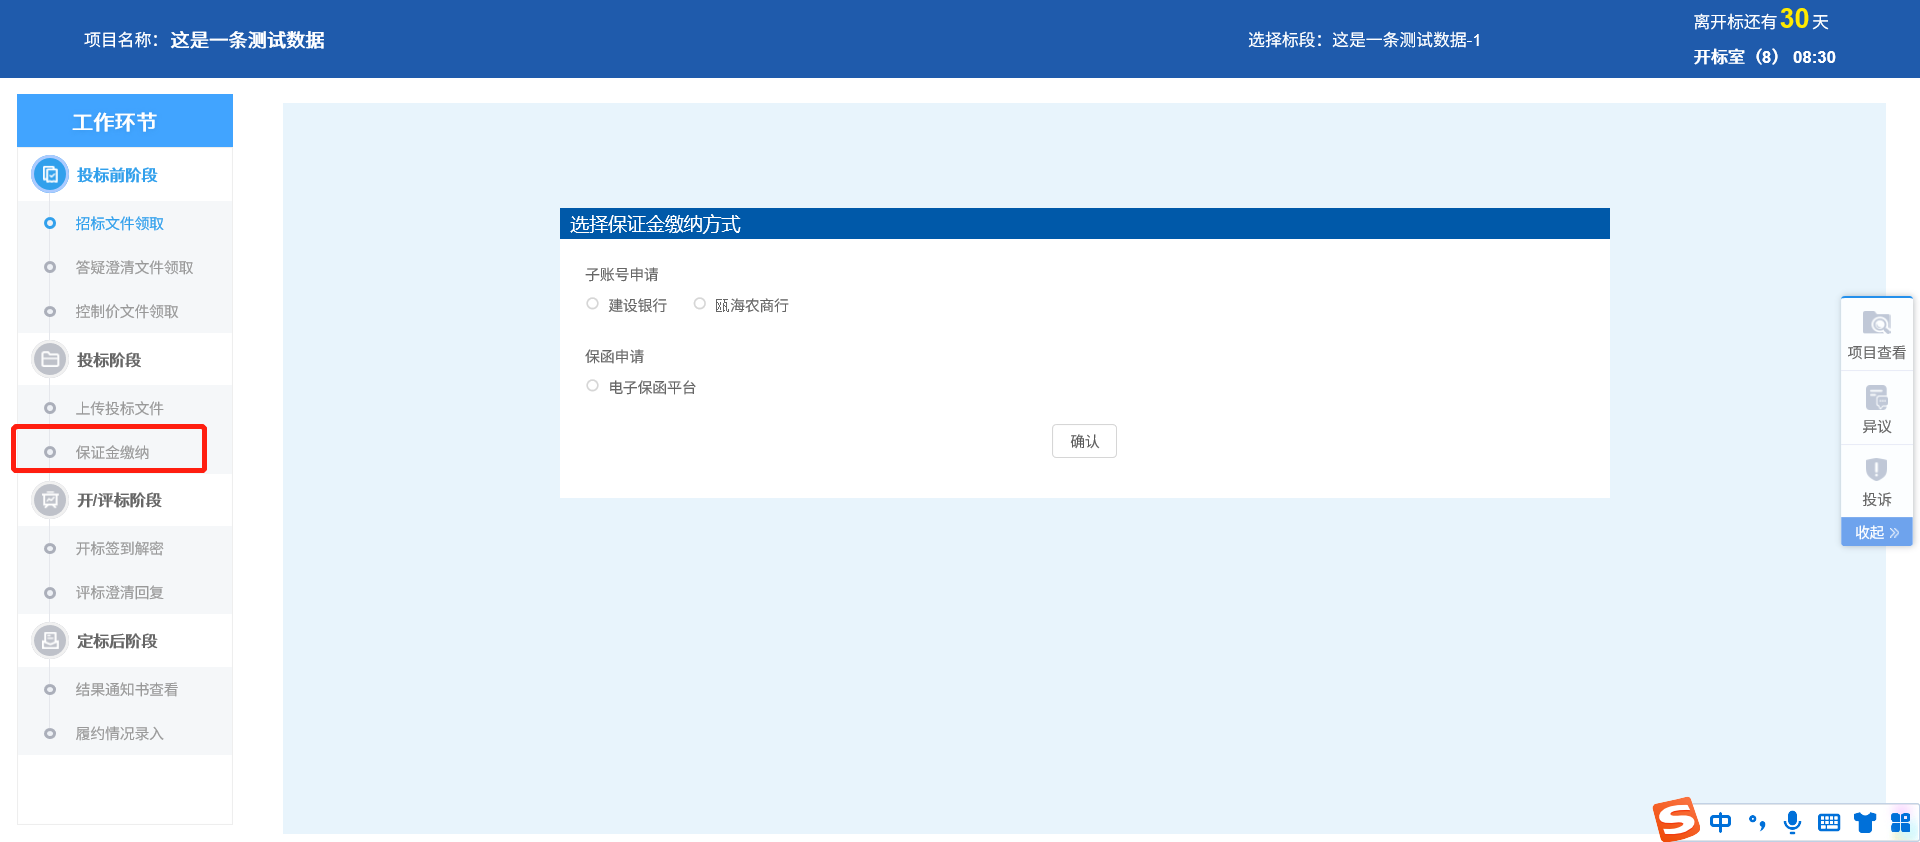 项目名称： 这是一条测试数据
选择标段：这是一条测试数据-1
离开标还有30天
开标室（8） 08:30
工作环节
投标前阶段
招标文件领取
答疑澄清文件领取
控制价文件领取
投标阶段
上传投标文件
保证金缴纳
开/评标阶段
开标签到解密
评标澄清回复
定标后阶段
结果通知书查看
履约情况录入
选择保证金缴纳方式
子账号申请
建设银行 瓯海农商行
保函申请
电子保函平台
确认
项目查看
异议
投诉
收起 »
S 中 °,